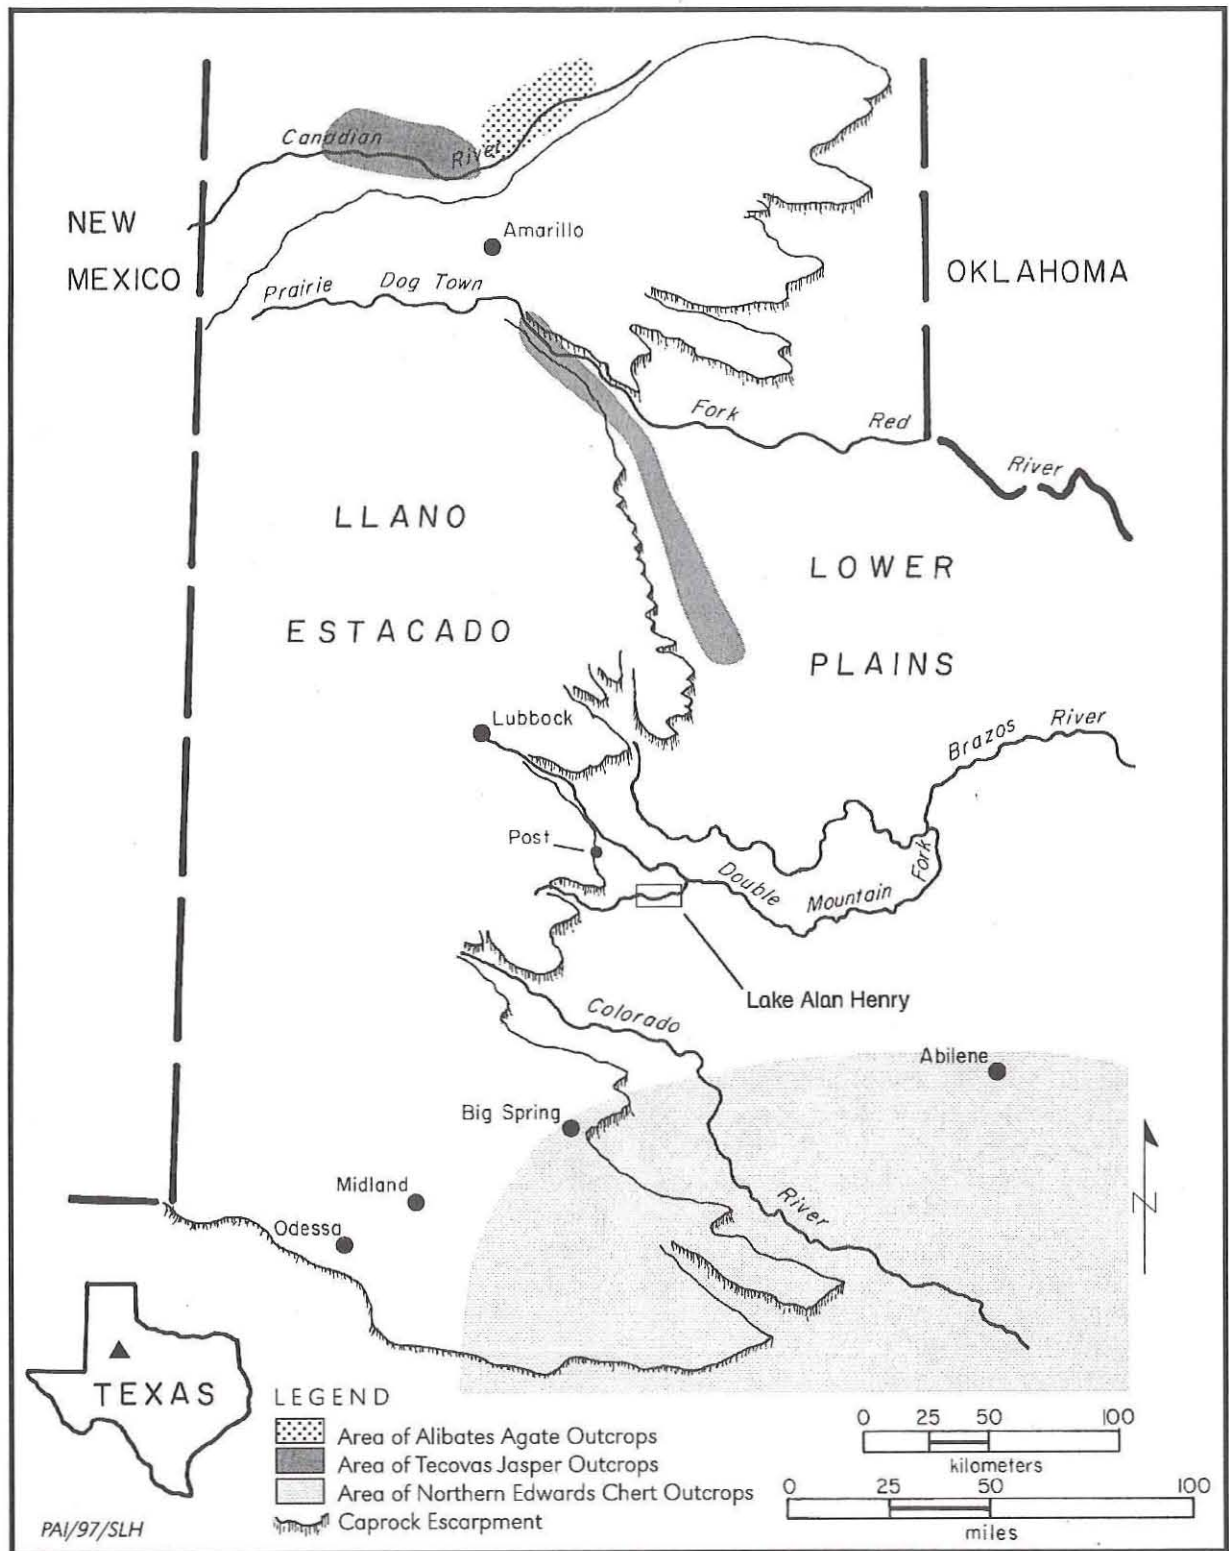 Canadian
River
NEW
MEXICO
Amarillo
OKLAHOMA
Prairie
Dog Town
Fork
Red
River
LLANO
ESTACADO
LOWER
PLAINS
Lubbock
Brazos River
Post
Double
Mountain
Fork
Lake Alan Henry
Colorado
Abilene
Big Spring
Midland
River
Odessa
N
TEXAS
LEGEND
Area of Alibates Agate Outcrops
Area of Tecovas Jasper Outcrops
Area of Northern Edwards Chert Outcrops
Caprock Escarpment
0 25 50 100
kilometers
0 25 50 100
miles
PAI/97/SLH